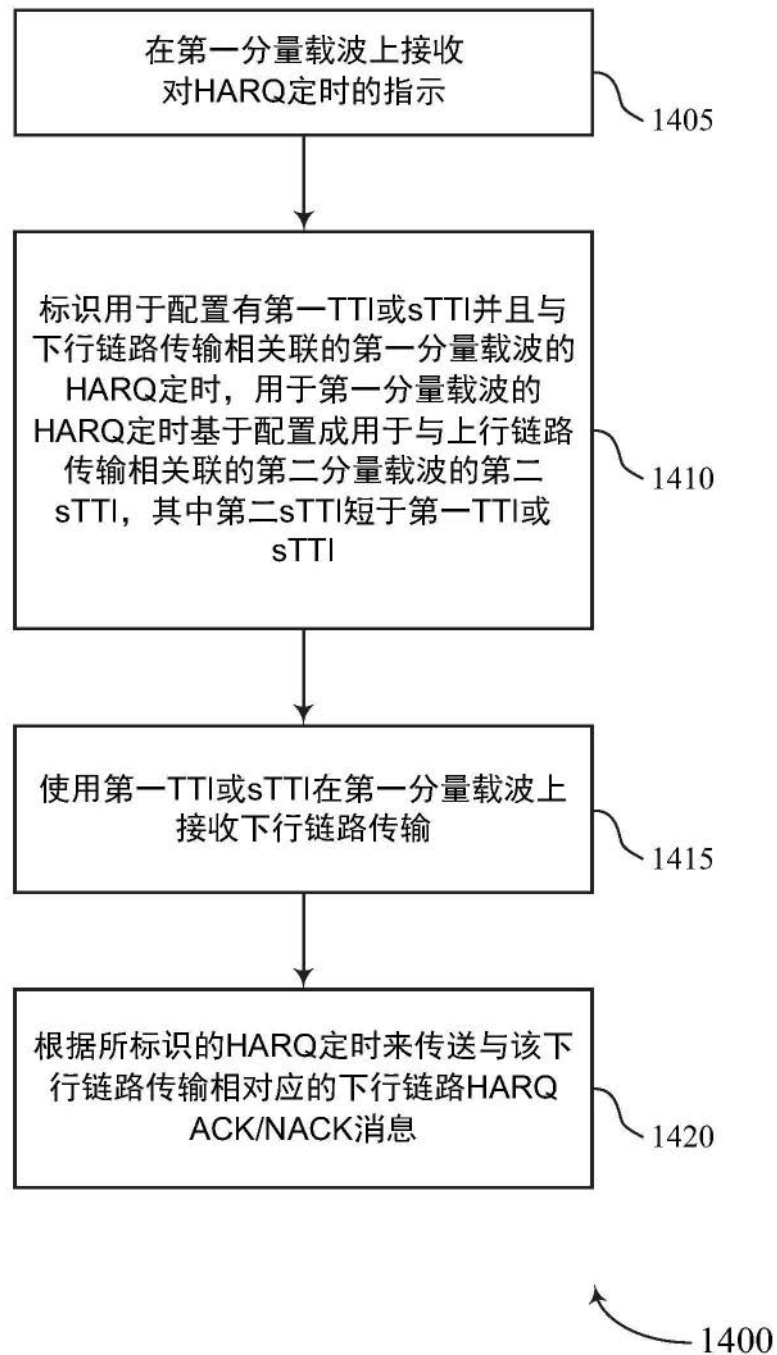 在第一分量载波上接收
对HARQ定时的指示
1405
标识用于配置有第一TTI或sTTI并且与
下行链路传输相关联的第一分量载波的
HARQ定时，用于第一分量载波的
HARQ定时基于配置成用于与上行链路
传输相关联的第二分量载波的第二
sTTI，其中第二sTTI短于第一TTI或
sTTI
1410
使用第一TTI或sTTI在第一分量载波上
接收下行链路传输
1415
根据所标识的HARQ定时来传送与该下
行链路传输相对应的下行链路HARQ
ACK/NACK消息
1420
1400